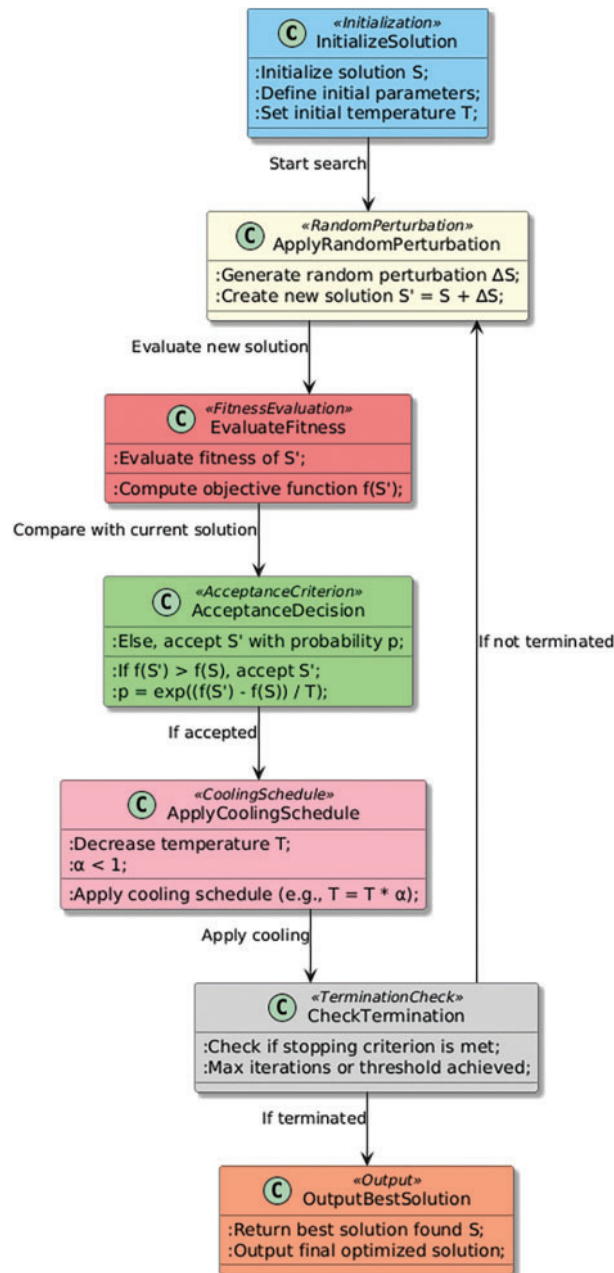 «Initialization»
C InitializeSolution
:Initialize solution S;
:Define initial parameters;
:Set initial temperature T;
Start search
«RandomPerturbation»
C ApplyRandomPerturbation
:Generate random perturbation ΔS;
:Create new solution S' = S + ΔS;
Evaluate new solution
«FitnessEvaluation»
C EvaluateFitness
:Evaluate fitness of S';
:Compute objective function f(S');
Compare with current solution
«AcceptanceCriterion»
C AcceptanceDecision
:Else, accept S' with probability p;
:If f(S') > f(S), accept S';
:p = exp((f(S') - f(S)) / T);
If not terminated
If accepted
«CoolingSchedule»
C ApplyCoolingSchedule
:Decrease temperature T;
:α < 1;
:Apply cooling schedule (e.g., T = T * α);
Apply cooling
«TerminationCheck»
C CheckTermination
:Check if stopping criterion is met;
:Max iterations or threshold achieved;
If terminated
«Output»
C OutputBestSolution
:Return best solution found S;
:Output final optimized solution;